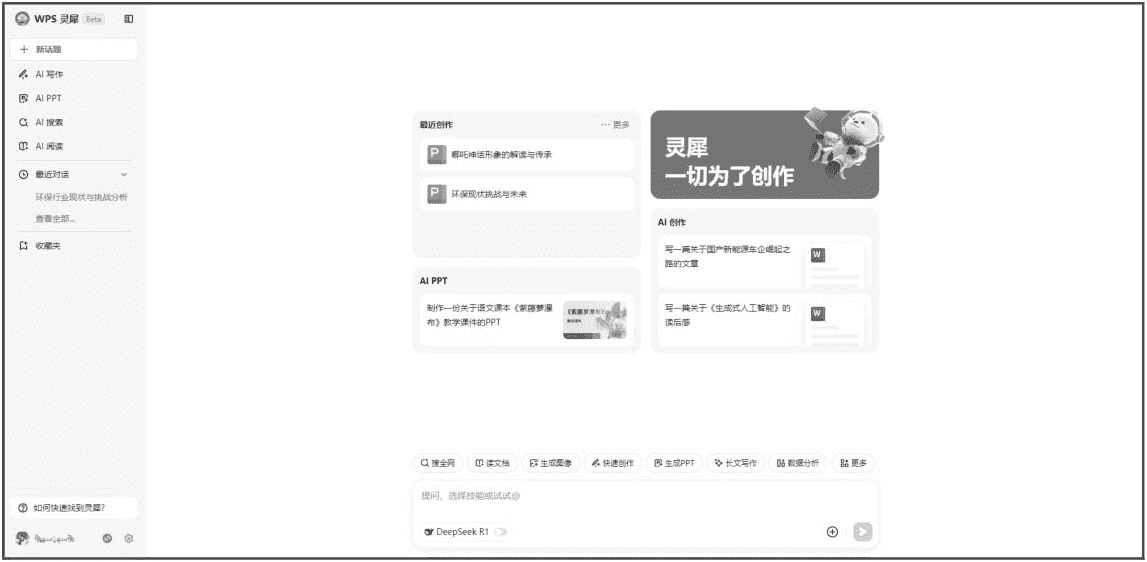 WPS 灵犀 Beta
新话题
AI 写作
AI PPT
AI 搜索
AI 阅读
最近对话
环保行业现状与挑战分析
查看全部...
收藏夹
如何快速找到灵犀?
最近创作
··· 更多
P 哪吒神话形象的解读与传承
P 环保现状挑战与未来
AI PPT
制作一份关于语文课本《紫藤萝瀑
布》教学课件的PPT
《紫藤萝瀑布》
灵犀
一切为了创作
AI 创作
写一篇关于国产新能源车企崛起之
路的文章
W
写一篇关于《生成式人工智能》的
读后感
W
搜全网 读文档 生成图像 快速创作 生成PPT 长文写作 数据分析 更多
提问、选择技能或试试@
DeepSeek R1